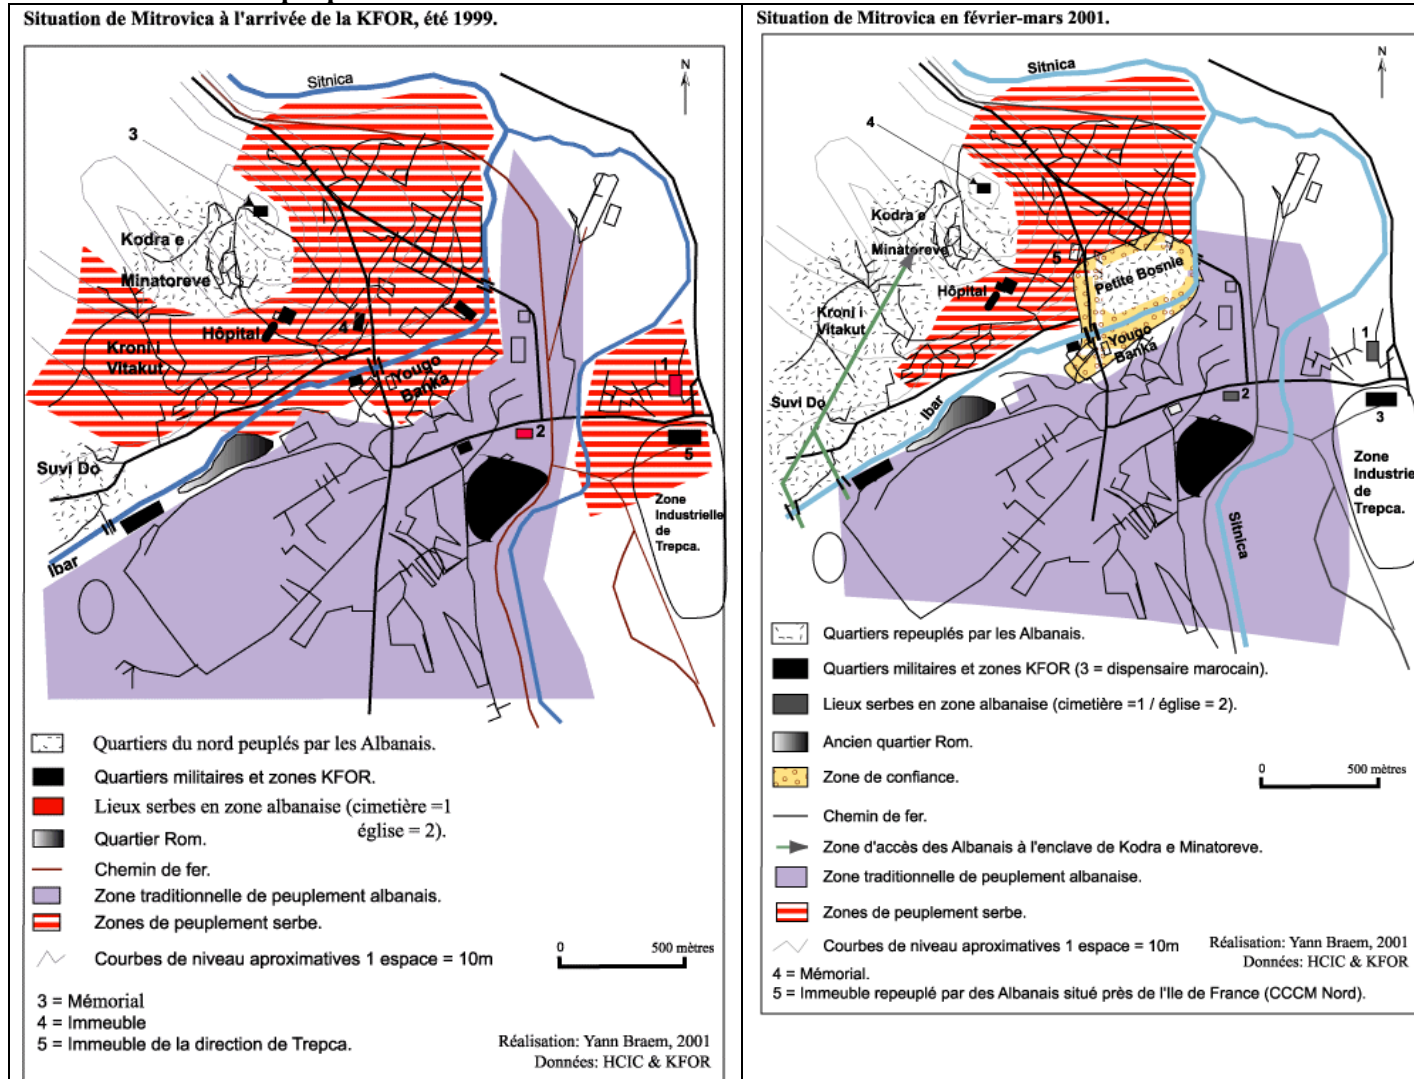 Situation de Mitrovica à l'arrivée de la KFOR, été 1999.
Sitnica
N
3
Kodra e
Minatoreve
Hôpital
4
Kroni i
Vitakut
Yougo
Banka
1
2
5
Suvi Do
Zone
Industrielle
de
Trepca.
Ibar
Quartiers du nord peuplés par les Albanais.
Quartiers militaires et zones KFOR.
Lieux serbes en zone albanaise (cimetière =1
église = 2).
Quartier Rom.
Chemin de fer.
Zone traditionnelle de peuplement albanais.
Zones de peuplement serbe.
0 500 mètres
Courbes de niveau aproximatives 1 espace = 10m
3 = Mémorial
4 = Immeuble
5 = Immeuble de la direction de Trepca.
Réalisation: Yann Braem, 2001
Données: HCIC & KFOR
Situation de Mitrovica en février-mars 2001.
Sitnica
N
4
Kodra e
Minatoreve
5
Petite Bosnie
Hôpital
Kroni i
Vitakut
Yougo
Banka
1
Suvi Do
Ibar
2
3
Zone
Industrie
de
Trepca.
Sitnica
Quartiers repeuplés par les Albanais.
Quartiers militaires et zones KFOR (3 = dispensaire marocain).
Lieux serbes en zone albanaise (cimetière =1 / église = 2).
Ancien quartier Rom.
Zone de confiance.
0 500 mètres
Chemin de fer.
Zone d'accès des Albanais à l'enclave de Kodra e Minatoreve.
Zone traditionnelle de peuplement albanaise.
Zones de peuplement serbe.
Courbes de niveau aproximatives 1 espace = 10m
Réalisation: Yann Braem, 2001
Données: HCIC & KFOR
4 = Mémorial.
5 = Immeuble repeuplé par des Albanais situé près de l'Ile de France (CCCM Nord).